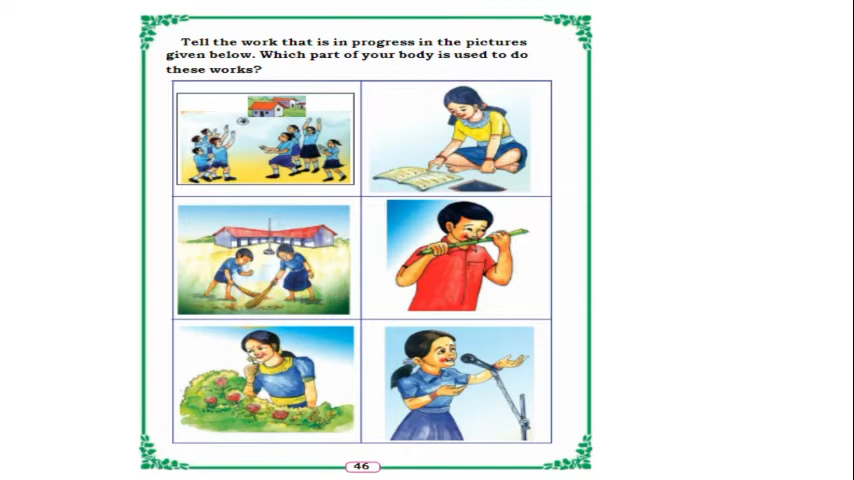 Tell the work that is in progress in the pictures
given below. Which part of your body is used to do
these works?
46